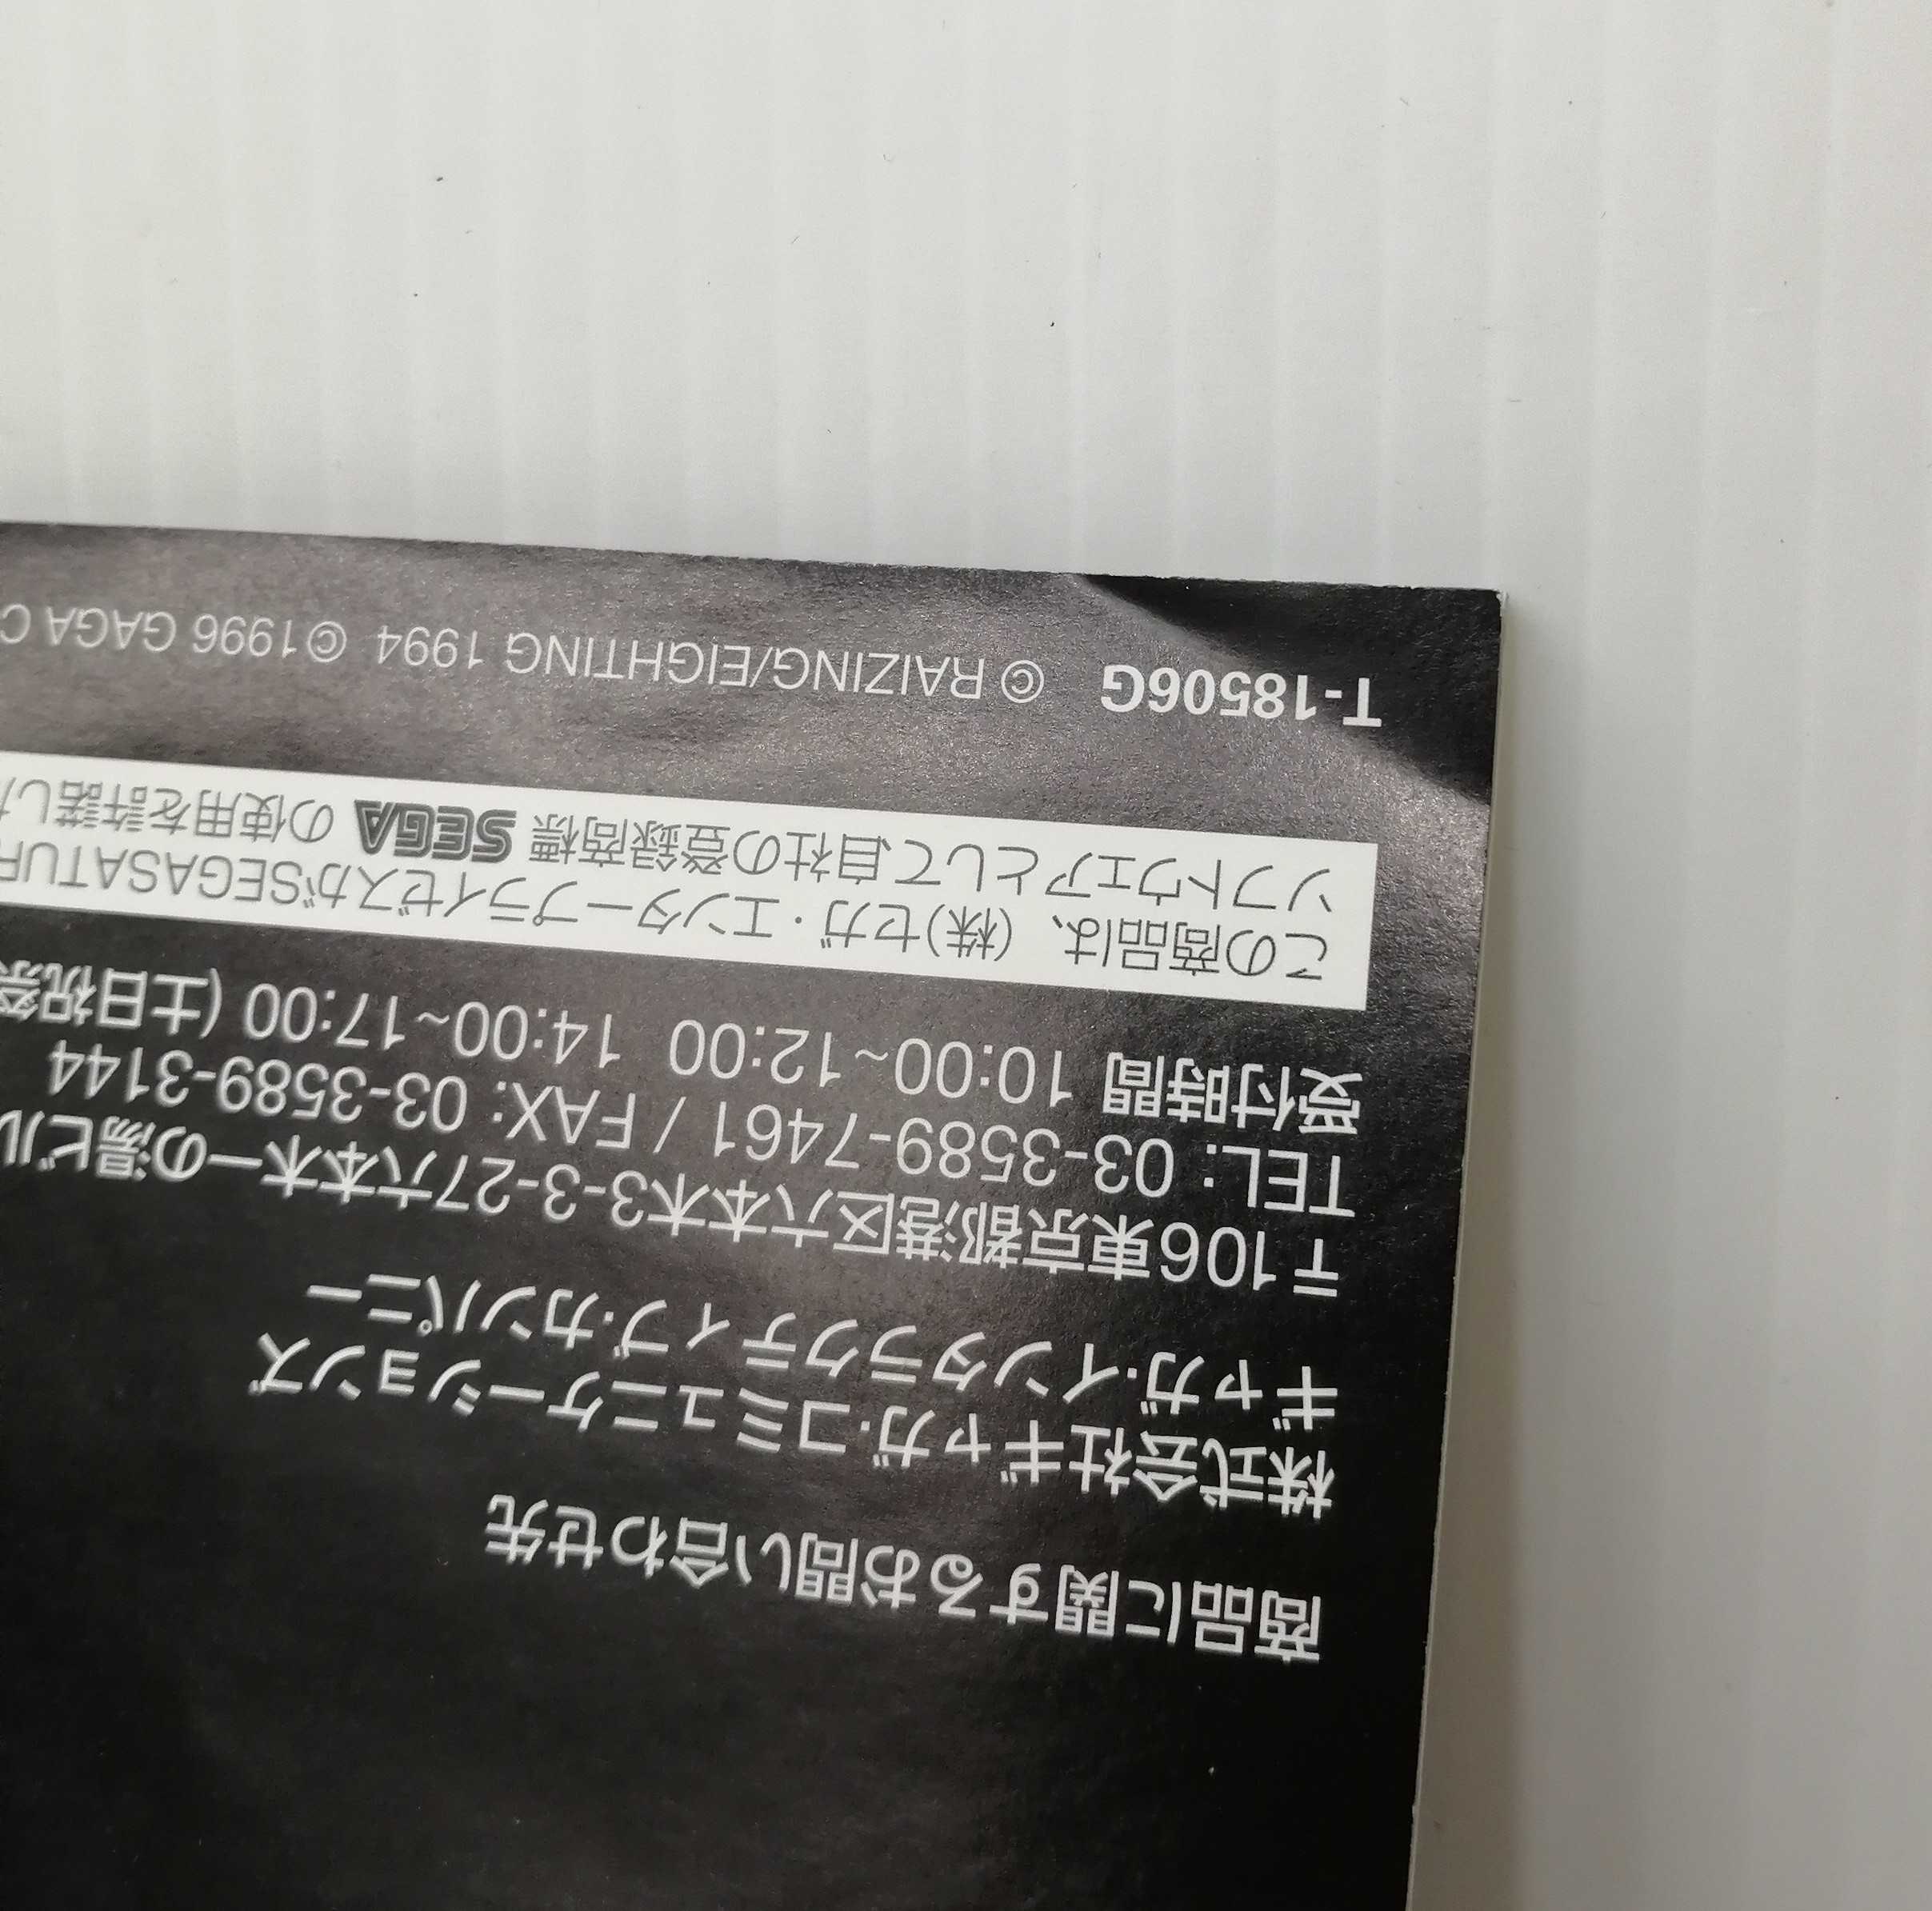 商品に関するお問い合わせ先
株式会社ギャガ・コミュニケーションズ
ギャガ・インタラクティブ・カンパニー
〒106東京都港区六本木3-3-27六本木一の湯ビル
TEL: 03-3589-7461 / FAX: 03-3589-3144
受付時間 10:00~12:00 14:00~17:00 (土日祝祭
この商品は、(株)セガ・エンタープライゼスがSEGASATUR
ソフトウェアとして自社の登録商標 SEGA の使用を許諾した
T-18506G © RAIZING/EIGHTING 1994 ©1996 GAGA C